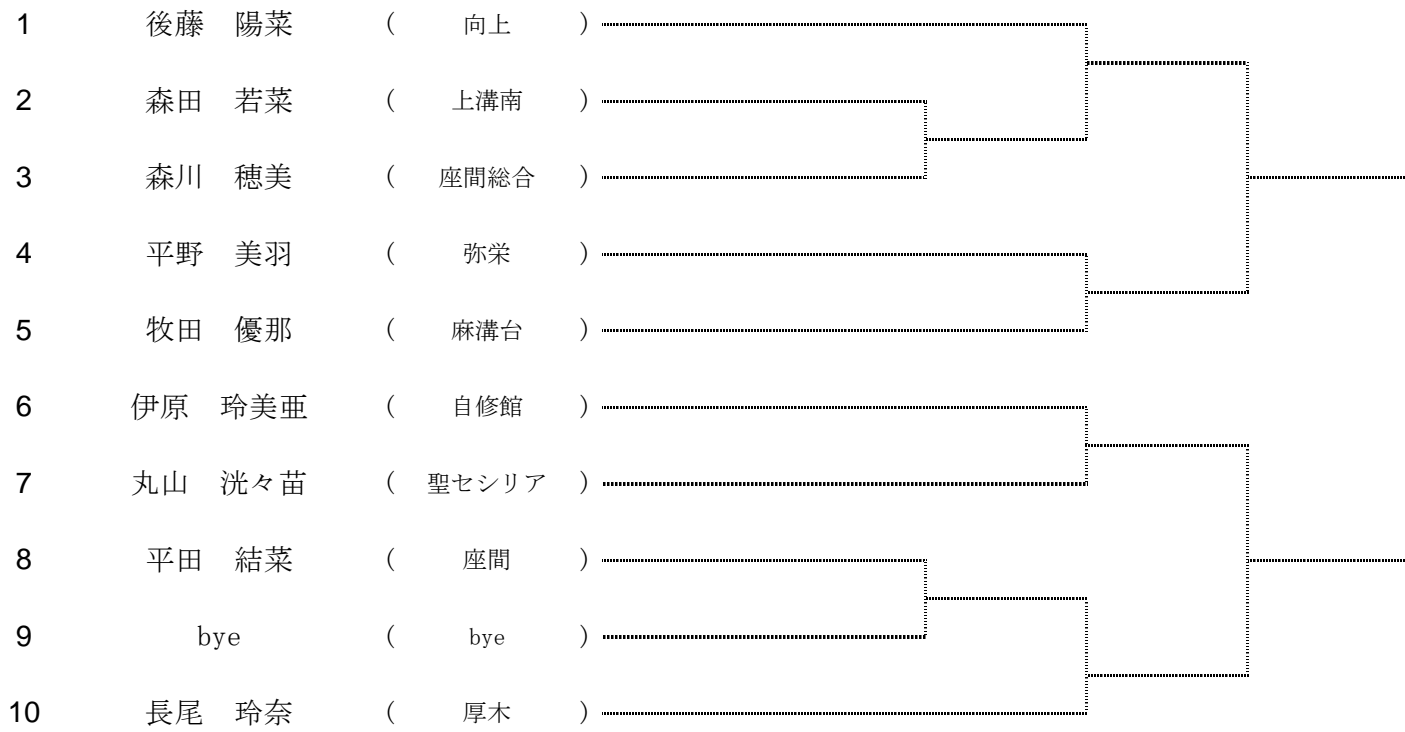 1 後藤　陽菜 （ 向上 ）
2 森田　若菜 （ 上溝南 ）
3 森川　穂美 （ 座間総合 ）
4 平野　美羽 （ 弥栄 ）
5 牧田　優那 （ 麻溝台 ）
6 伊原　玲美亜 （ 自修館 ）
7 丸山　洸々苗 （ 聖セシリア ）
8 平田　結菜 （ 座間 ）
9 bye （ bye ）
10 長尾　玲奈 （ 厚木 ）